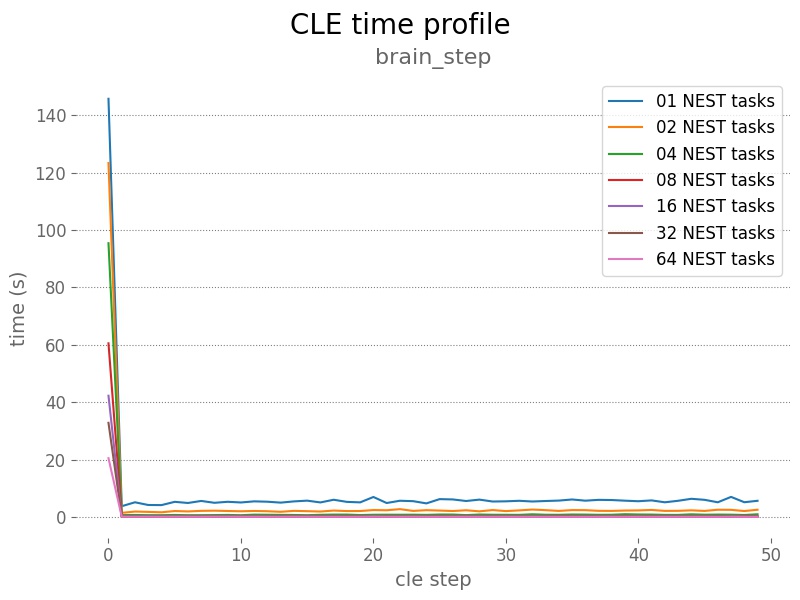 CLE time profile
brain_step
01 NEST tasks
02 NEST tasks
04 NEST tasks
08 NEST tasks
16 NEST tasks
32 NEST tasks
64 NEST tasks
time (s)
140
120
100
80
60
40
20
0
0 10 20 30 40 50
cle step